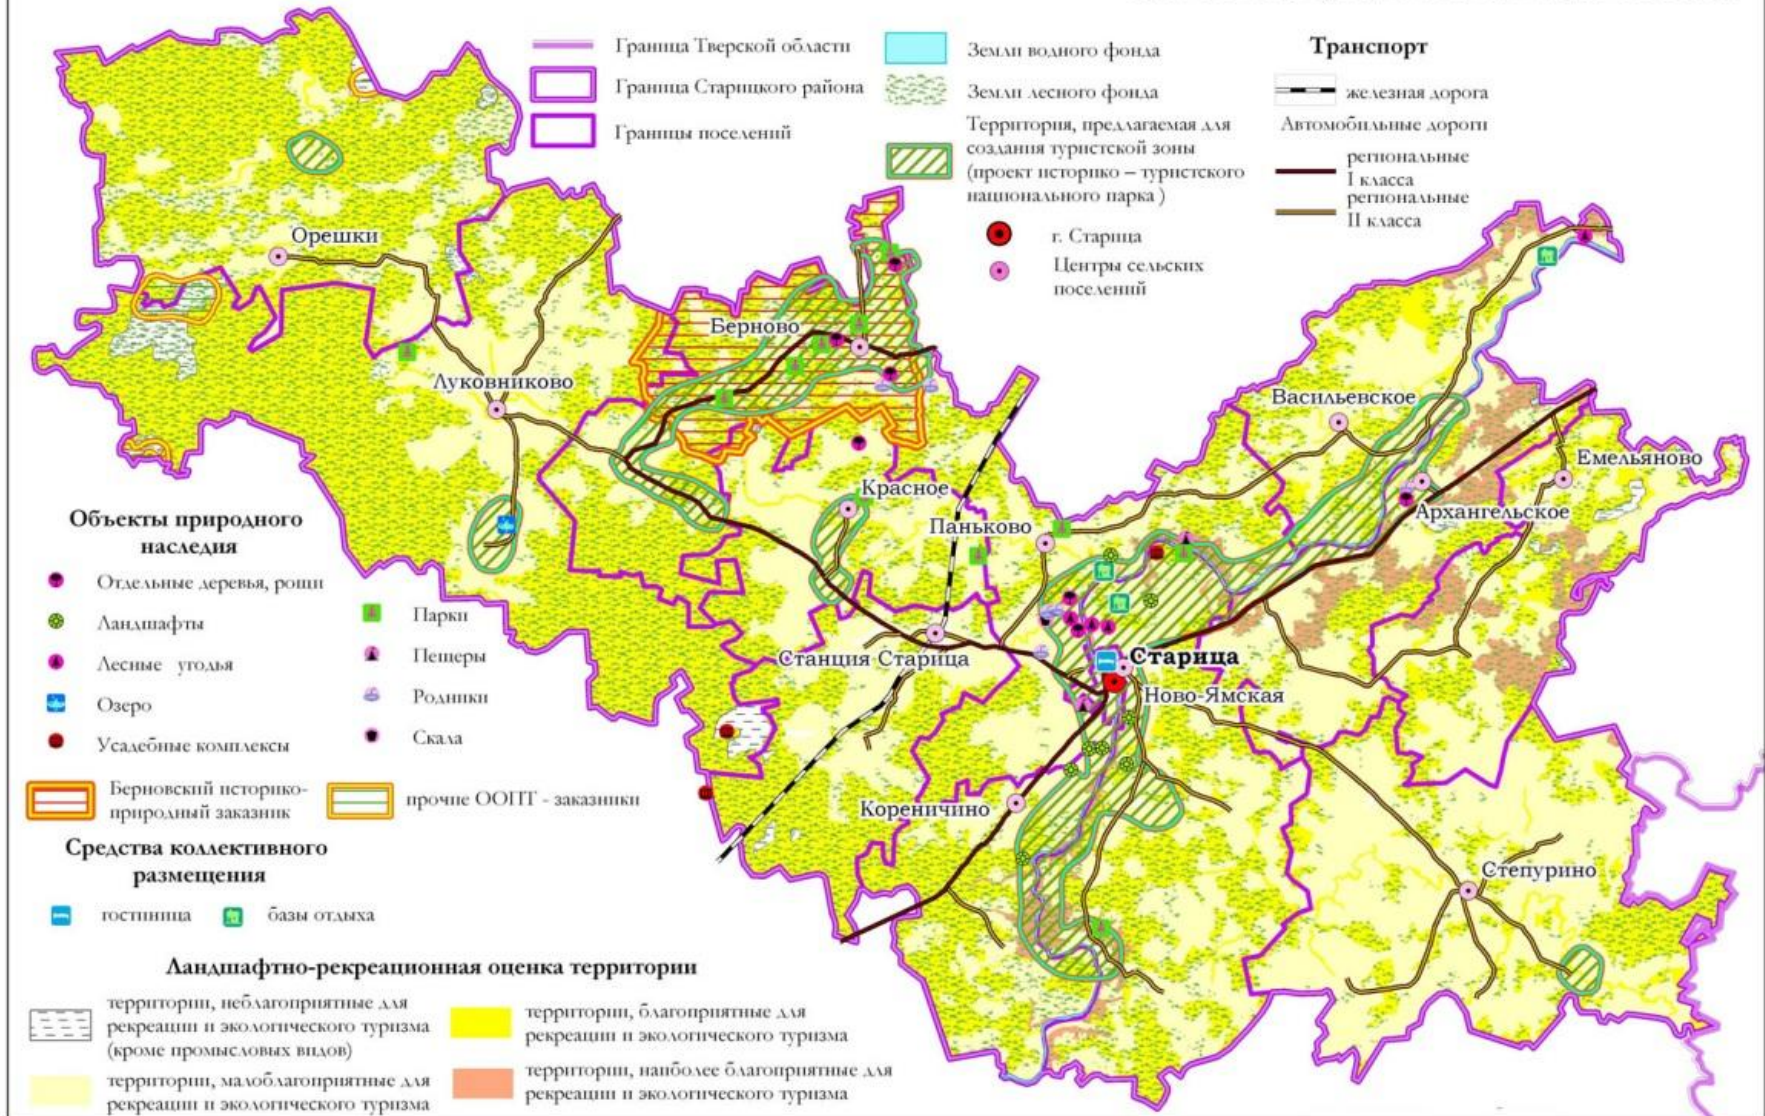 Граница Тверской области
Граница Старицкого района
Границы поселений
Земли водного фонда
Земли лесного фонда
Территория, предлагаемая для
создания туристской зоны
(проект историко – туристского
национального парка )
г. Старица
Центры сельских
поселений
Транспорт
железная дорога
Автомобильные дороги
региональные
I класса
региональные
II класса
Орешки
Берново
Луковниково
Васильевское
Емельяново
Красное
Архангельское
Паньково
Станция Старица
Старица
Ново-Ямская
Кореничино
Степурино
Объекты природного
наследия
Отдельные деревья, рощи
Ландшафты
Лесные угодья
Озеро
Усадебные комплексы
Парки
Пещеры
Родники
Скала
Берновский историко-
природный заказник
прочие ООПТ - заказники
Средства коллективного
размещения
гостиница
базы отдыха
Ландшафтно-рекреационная оценка территории
территории, неблагоприятные для
рекреации и экологического туризма
(кроме промысловых видов)
территории, малоблагоприятные для
рекреации и экологического туризма
территории, благоприятные для
рекреации и экологического туризма
территории, наиболее благоприятные для
рекреации и экологического туризма